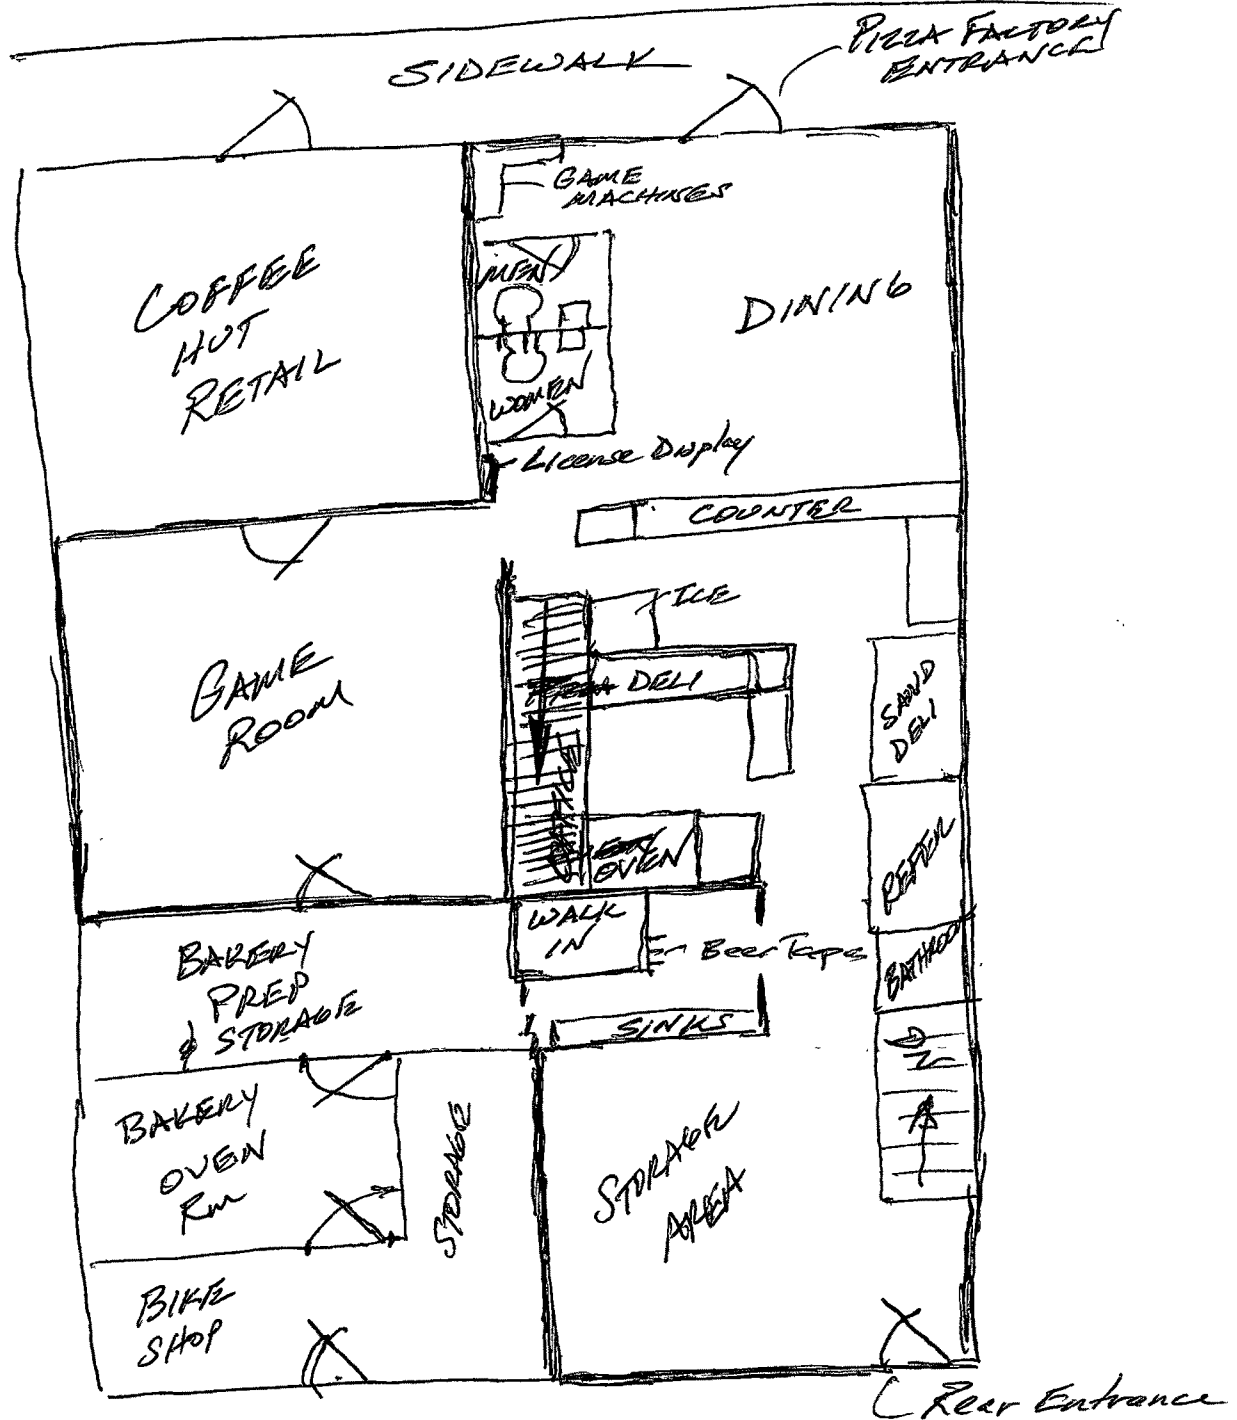 PIZZA FACTORY
ENTRANCE
SIDEWALK
GAME
MACHINES
MEN
COFFEE
HUT
RETAIL
DINING
WOMEN
License Display
COUNTER
ICE
GAME
ROOM
PIZZA DELI
SAND
DELI
OVEN
REFER
WALK
IN
Beer Taps
BATHROOM
BAKERY
PREP
& STORAGE
SINKS
BAKERY
OVEN
Rm
STORAGE
STORAGE
AREA
BIKE
SHOP
Rear Entrance